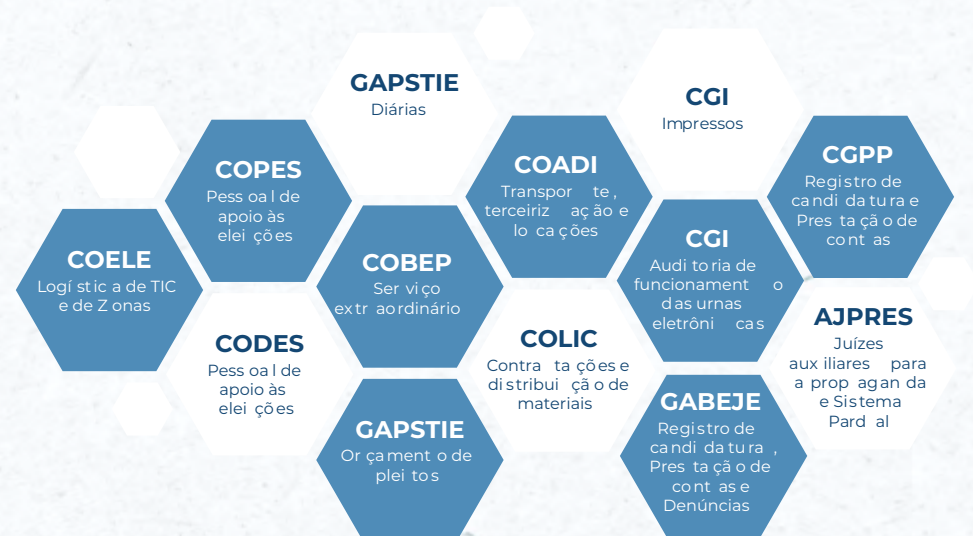 GAPSTIE
Diárias
CGI
Impressos
COPES
Pessoal de
apoio às
eleições
COADI
Transporte,
terceirização e
locações
CGPP
Registro de
candidatura e
Prestação de
contas
COELE
Logística de TIC
e de Zonas
COBEP
Serviço
extraordinário
CGI
Auditoria de
funcionamento
das urnas
eletrônicas
CODES
Pessoal de
apoio às
eleições
COLIC
Contratações e
distribuição de
materiais
AJPRES
Juízes
auxiliares para
a propaganda
e Sistema
Pardal
GAPSTIE
Orçamento de
pleitos
GABEJE
Registro de
candidatura,
Prestação de
contas e
Denúncias